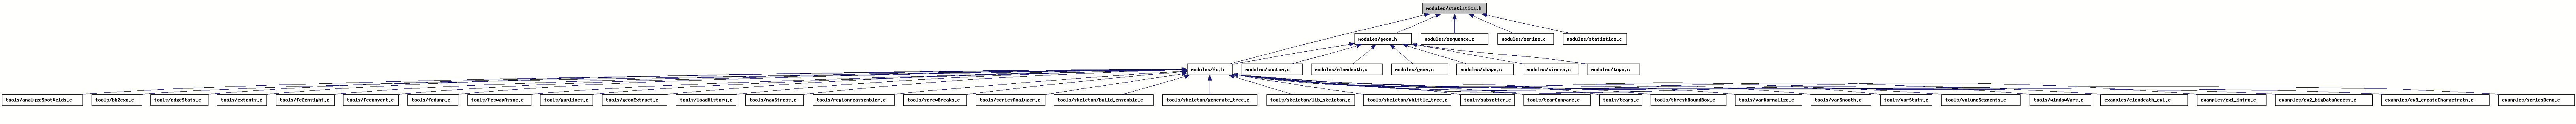 modules/statistics.h
modules/geom.h
modules/sequence.c
modules/series.c
modules/statistics.c
modules/fc.h
modules/custom.c
modules/elemdeath.c
modules/geom.c
modules/shape.c
modules/sierra.c
modules/topo.c
tools/analyzeSpotWelds.c
tools/bb2exo.c
tools/edgeStats.c
tools/extents.c
tools/fc2ensight.c
tools/fcconvert.c
tools/fcdump.c
tools/fcswapAssoc.c
tools/gaplines.c
tools/geomExtract.c
tools/loadHistory.c
tools/maxStress.c
tools/regionreassembler.c
tools/screwBreaks.c
tools/seriesAnalyzer.c
tools/skeleton/build_ensemble.c
tools/skeleton/generate_tree.c
tools/skeleton/lib_skeleton.c
tools/skeleton/whittle_tree.c
tools/subsetter.c
tools/tearCompare.c
tools/tears.c
tools/threshBoundBox.c
tools/varNormalize.c
tools/varSmooth.c
tools/varStats.c
tools/volumeSegments.c
tools/windowVars.c
examples/elemdeath_ex1.c
examples/ex1_intro.c
examples/ex2_bigDataAccess.c
examples/ex3_createCharactrztn.c
examples/seriesDemo.c